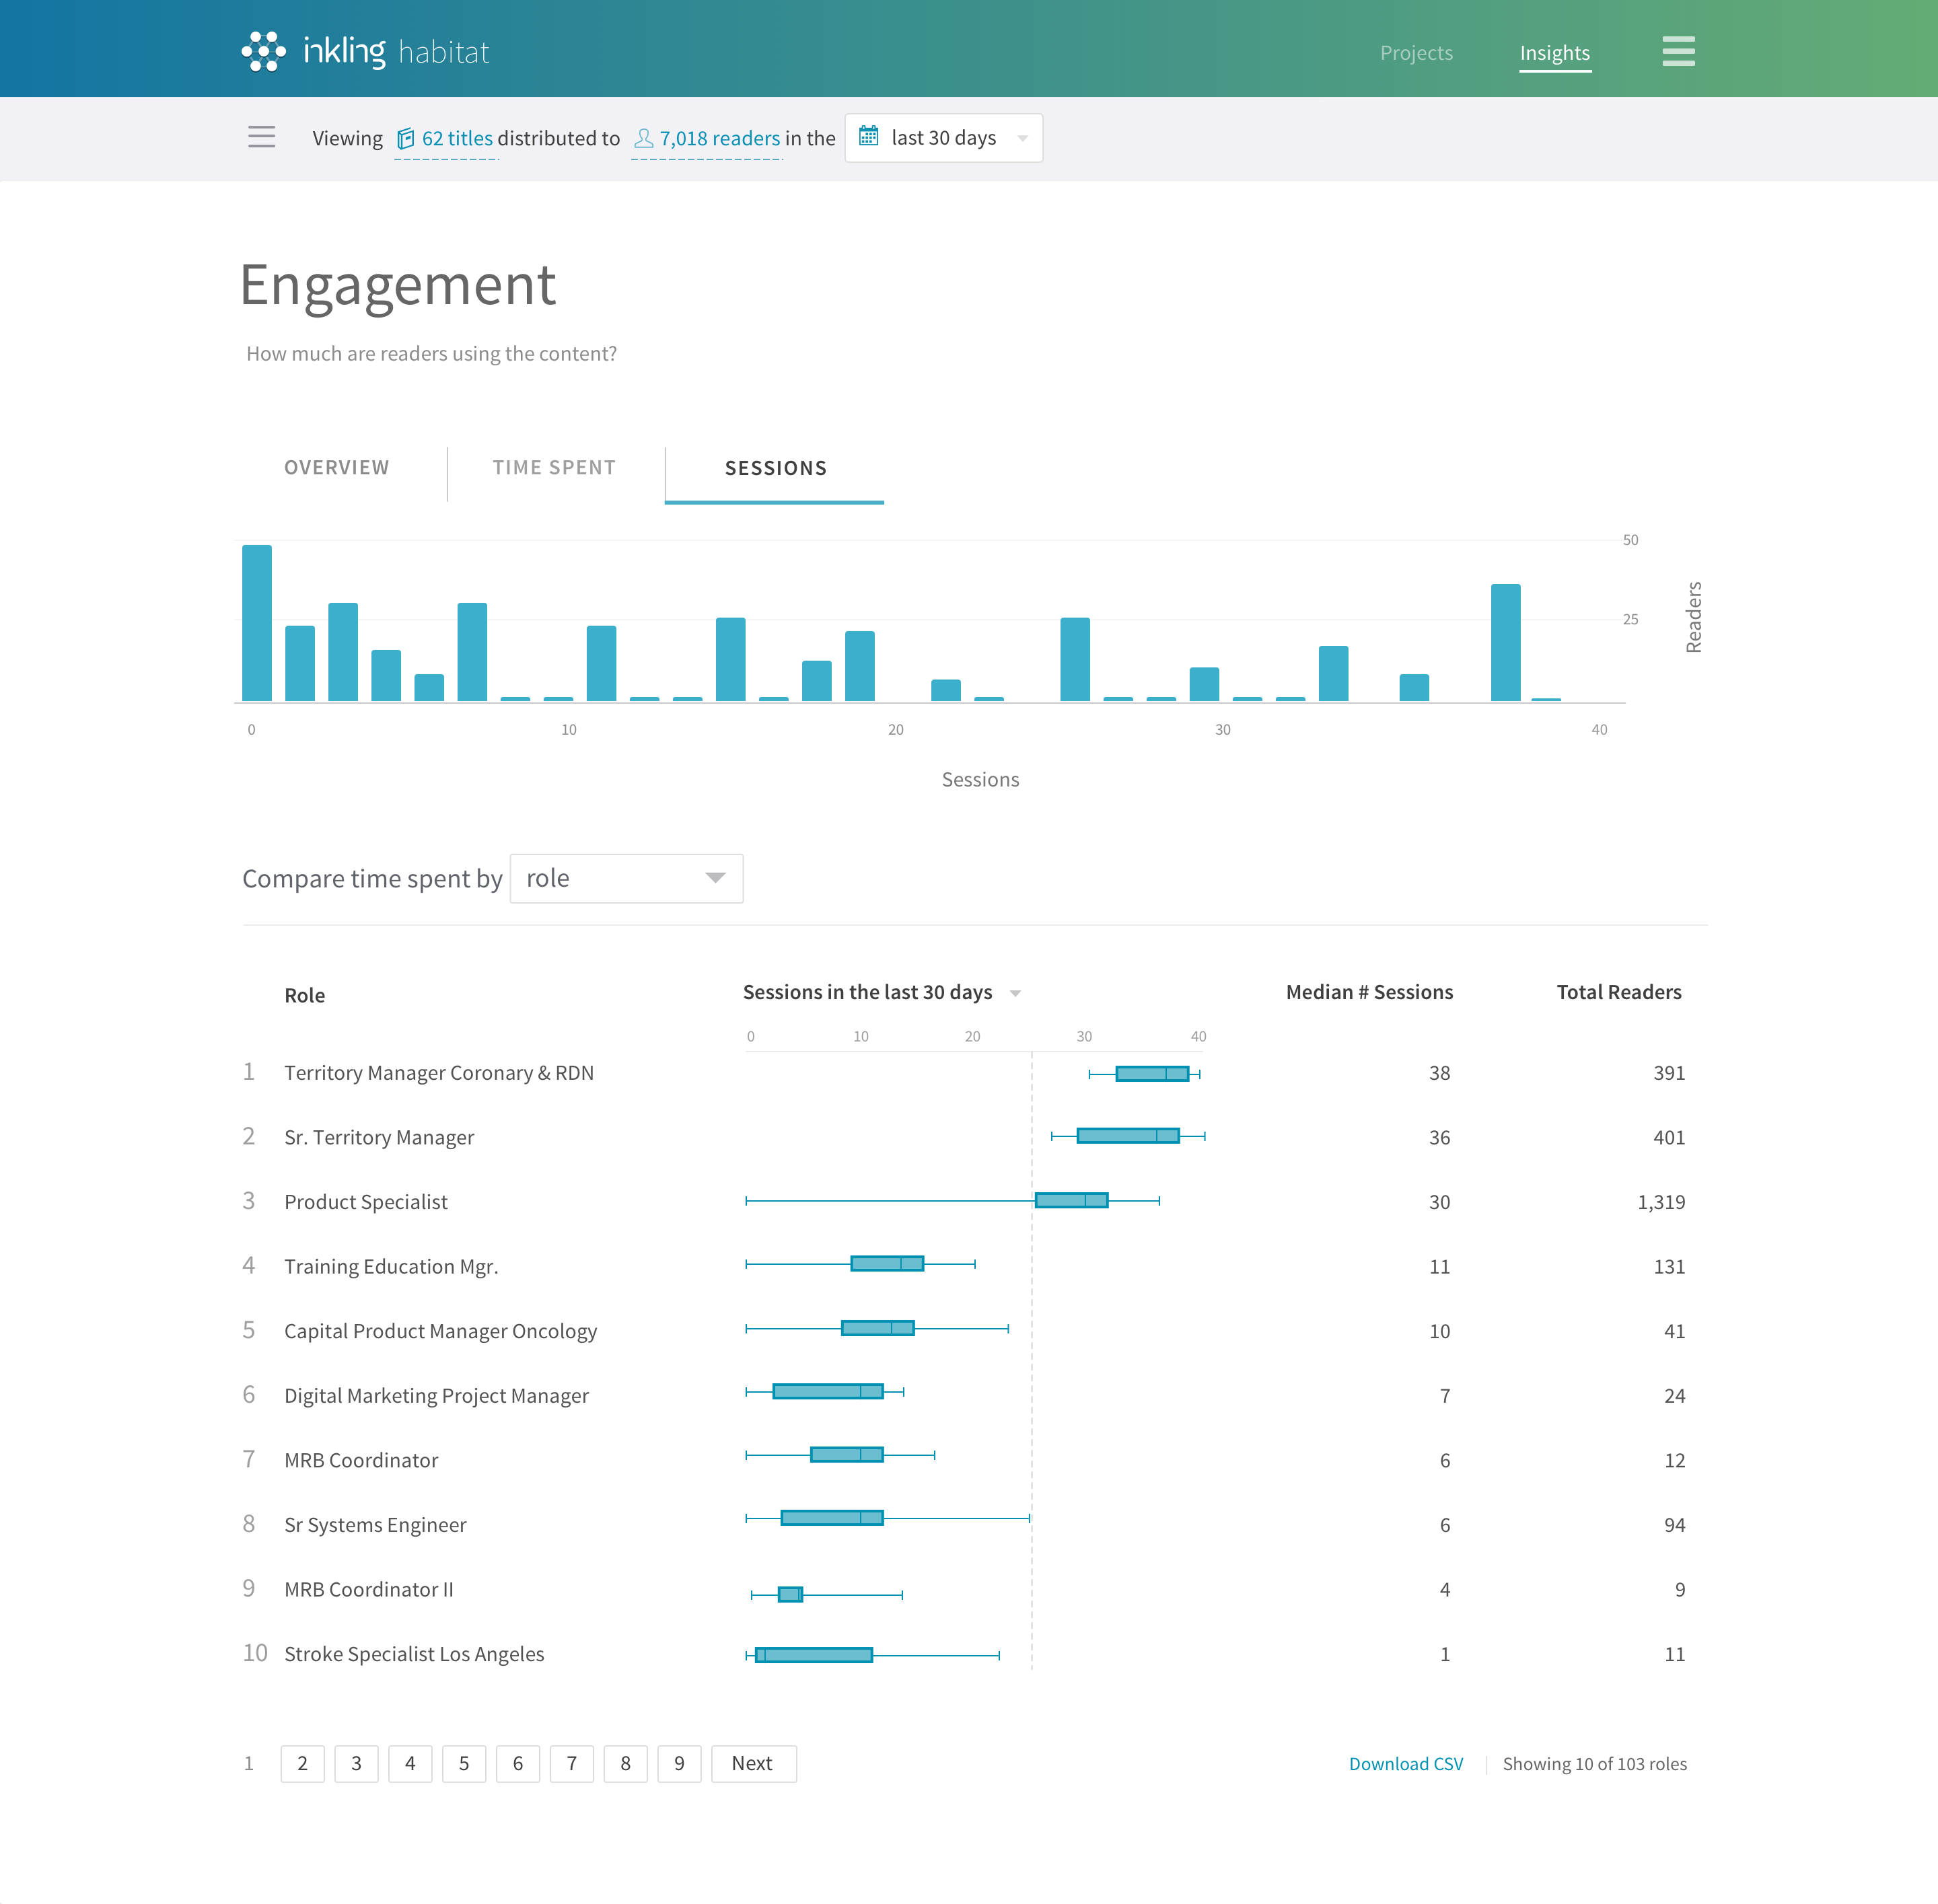 inkling habitat
Projects Insights
Viewing 62 titles distributed to 7,018 readers in the last 30 days
Engagement
How much are readers using the content?
OVERVIEW TIME SPENT SESSIONS
50
25
Readers
0 10 20 30 40
Sessions
Compare time spent by role
Role Sessions in the last 30 days Median # Sessions Total Readers
0 10 20 30 40
1 Territory Manager Coronary & RDN 38 391
2 Sr. Territory Manager 36 401
3 Product Specialist 30 1,319
4 Training Education Mgr. 11 131
5 Capital Product Manager Oncology 10 41
6 Digital Marketing Project Manager 7 24
7 MRB Coordinator 6 12
8 Sr Systems Engineer 6 94
9 MRB Coordinator II 4 9
10 Stroke Specialist Los Angeles 1 11
1 2 3 4 5 6 7 8 9 Next Download CSV Showing 10 of 103 roles